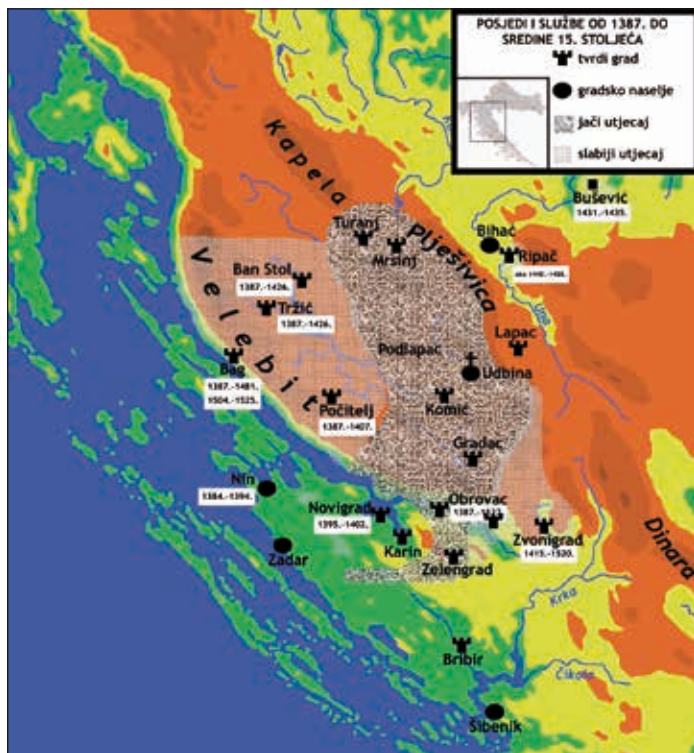 POSJEDI I SLUŽBE OD 1387. DO
SREDINE 15. STOLJEĆA
tvrdi grad
gradsko naselje
jači utjecaj
slabiji utjecaj
Kapela
Plješivica
Velebit
Dinara
Bušević
1431.-1435.
Bihać
Ripač
Una
Turanj
Mrsinj
Ban Stol
1387.-1426.
Tržić
1387.-1426.
Lapac
Podlapac
Udbina
Bag
1387.-1481.
1504.-1525.
Počitelj
1387.-1407.
Komić
Gradac
Nin
1384.-1394.
Novigrad
1395.-1402.
Obrovac
Karin
Zvonigrad
1415.-1520.
Zadar
Zelengrad
Krka
Čikola
Bribir
Šibenik